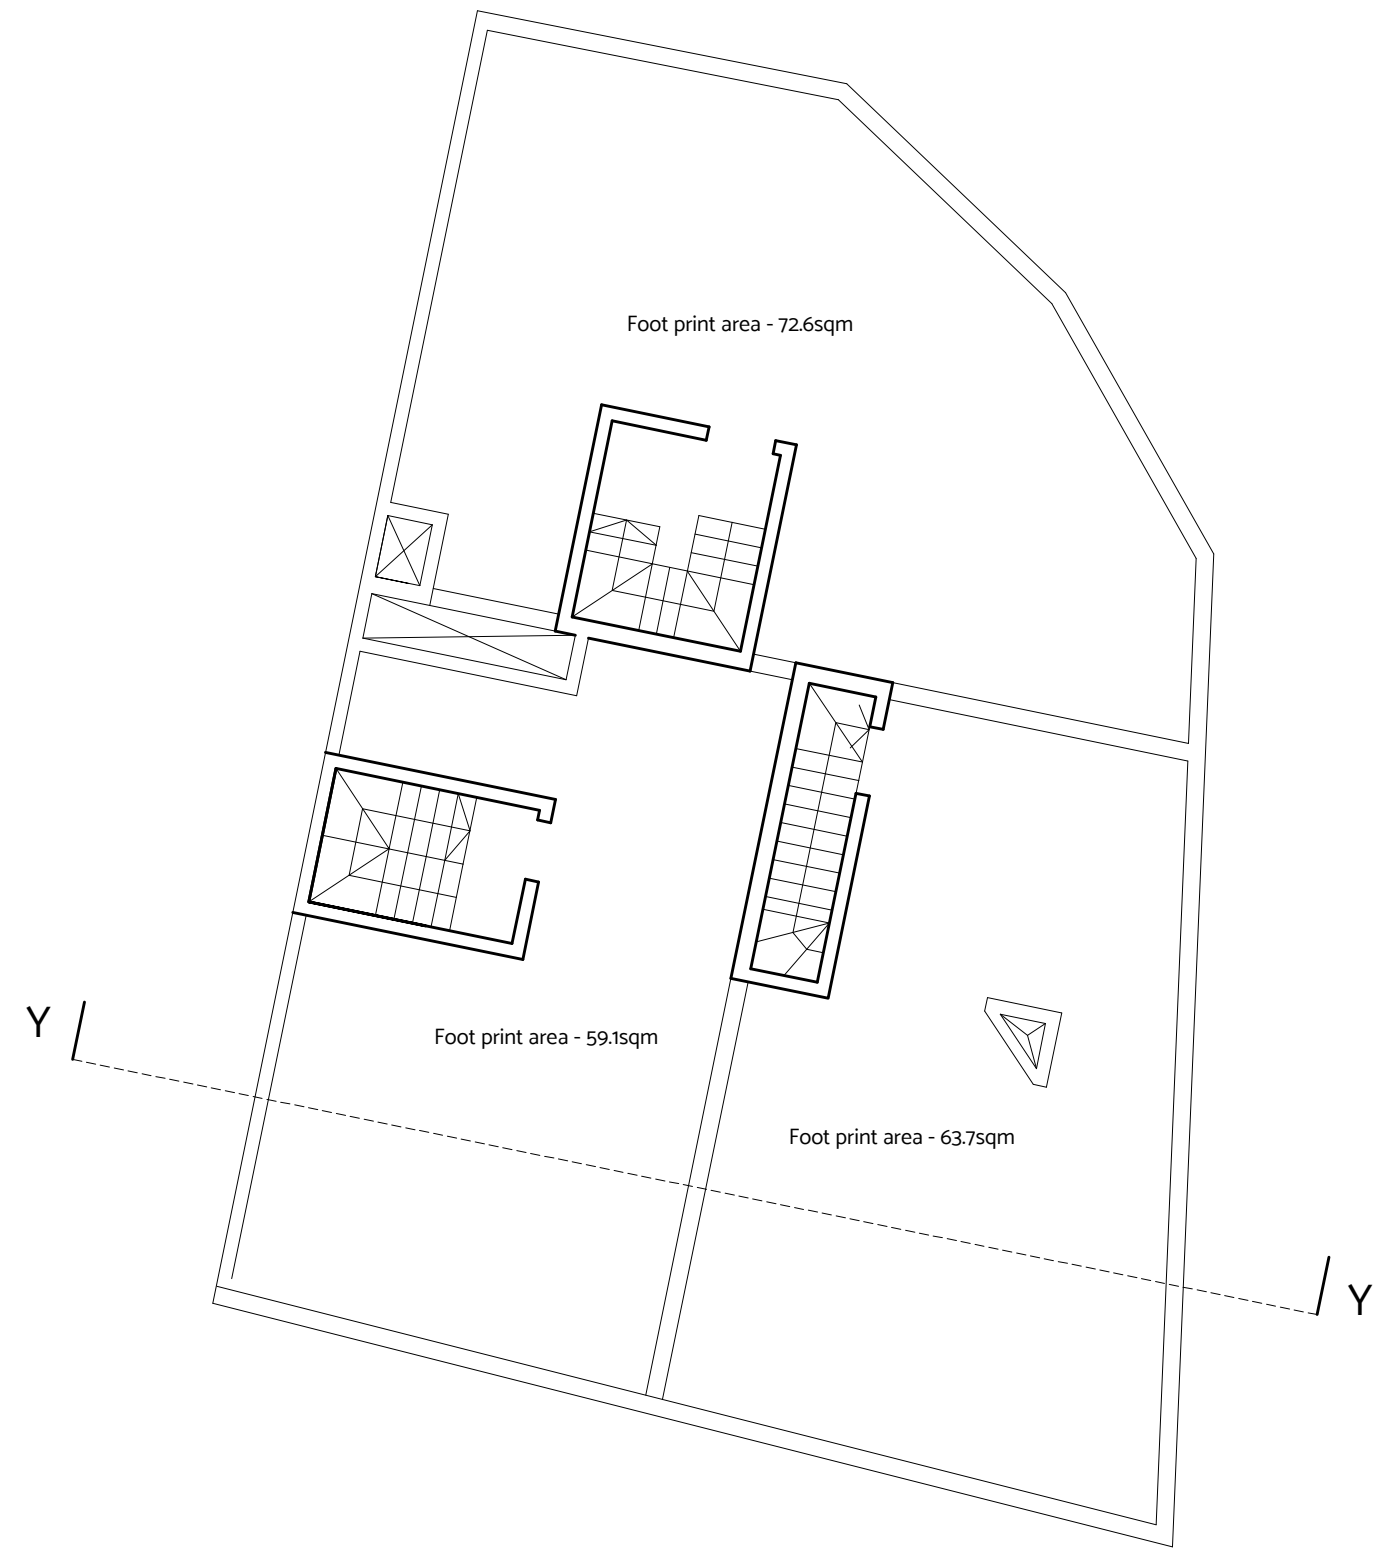 Foot print area - 72.6sqm
Y
Foot print area - 59.1sqm
Foot print area - 63.7sqm
Y